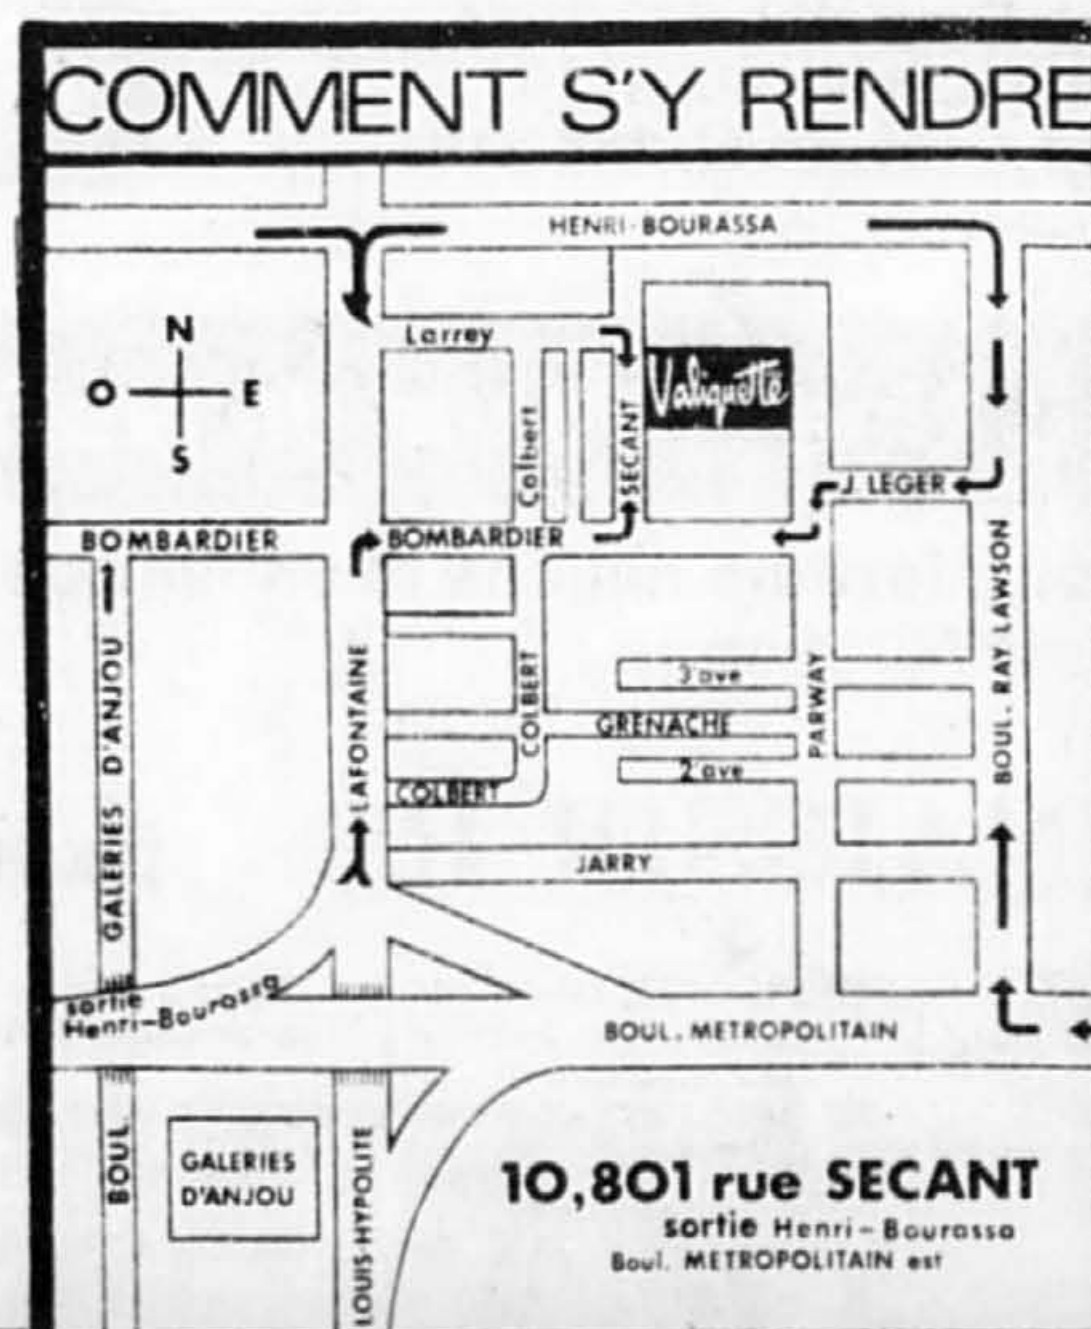 COMMENT S'Y RENDRE
HENRI-BOURASSA
Larrey
N
O E
S
Valiquette
Colbert
SECANT
J. LEGER
BOMBARDIER
BOMBARDIER
BOUL. RAY LAWSON
GALERIES D'ANJOU
LAFONTAINE
COLBERT
3 ave
PARWAY
GRENACHE
2 ave
COLBERT
JARRY
sortie
Henri-Bourassa
BOUL. METROPOLITAIN
BOUL.
GALERIES
D'ANJOU
LOUIS-HYPOLITE
10,801 rue SECANT
sortie Henri-Bourassa
Boul. METROPOLITAIN est